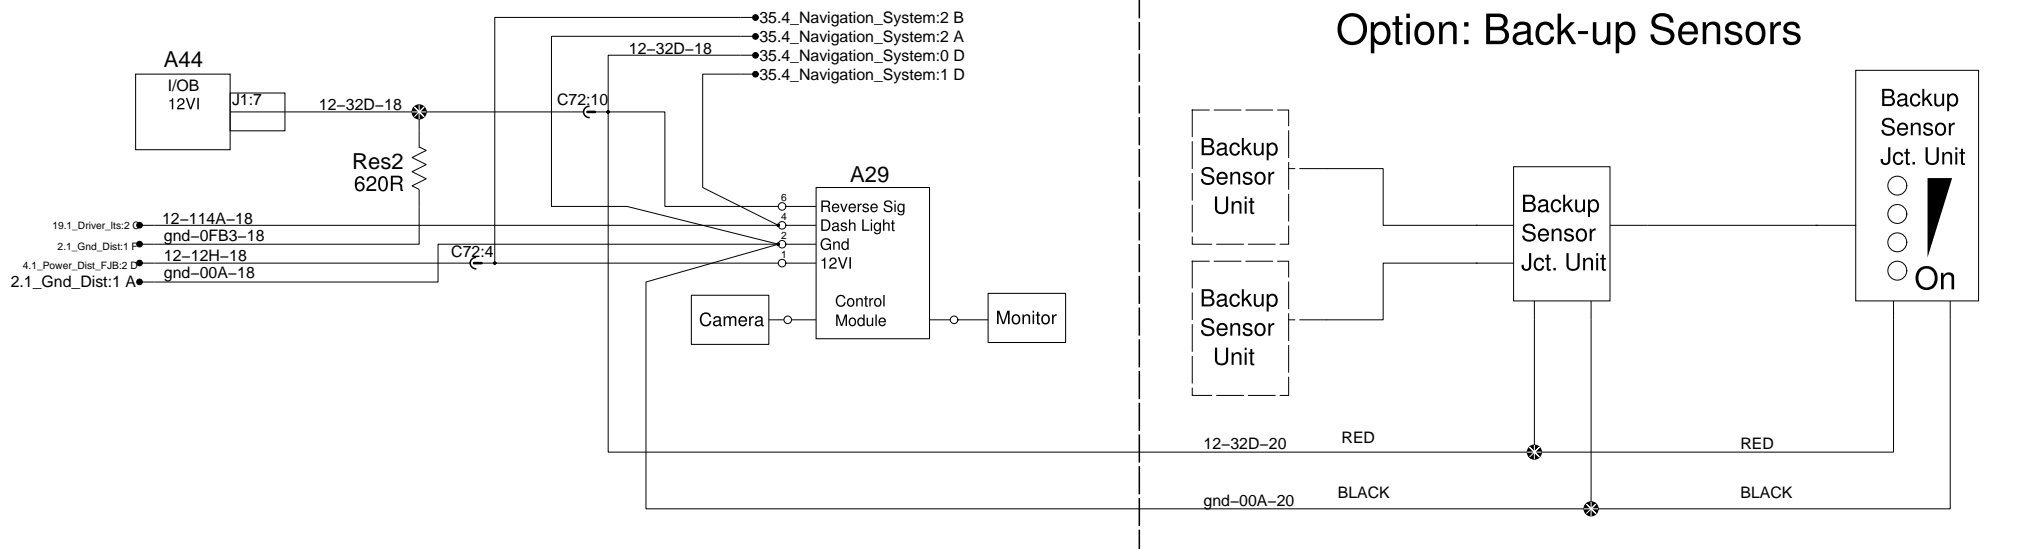 35.4_Navigation_System:2 B
35.4_Navigation_System:2 A
12-32D-18
35.4_Navigation_System:0 D
35.4_Navigation_System:1 D
Option: Back-up Sensors
A44
I/OB
12VI
J1:7
12-32D-18
C72:10
Res2
620R
19.1_Driver_lts:2
12-114A-18
2.1_Gnd_Dist:1 F
gnd-0FB3-18
4.1_Power_Dist_FJB:2 D
12-12H-18
2.1_Gnd_Dist:1 A
gnd-00A-18
C72:4
A29
6
Reverse Sig
4
Dash Light
2
Gnd
1
12VI
Control
Module
Camera
Monitor
Backup
Sensor
Unit
Backup
Sensor
Unit
Backup
Sensor
Jct. Unit
Backup
Sensor
Jct. Unit
On
12-32D-20
RED
RED
gnd-00A-20
BLACK
BLACK